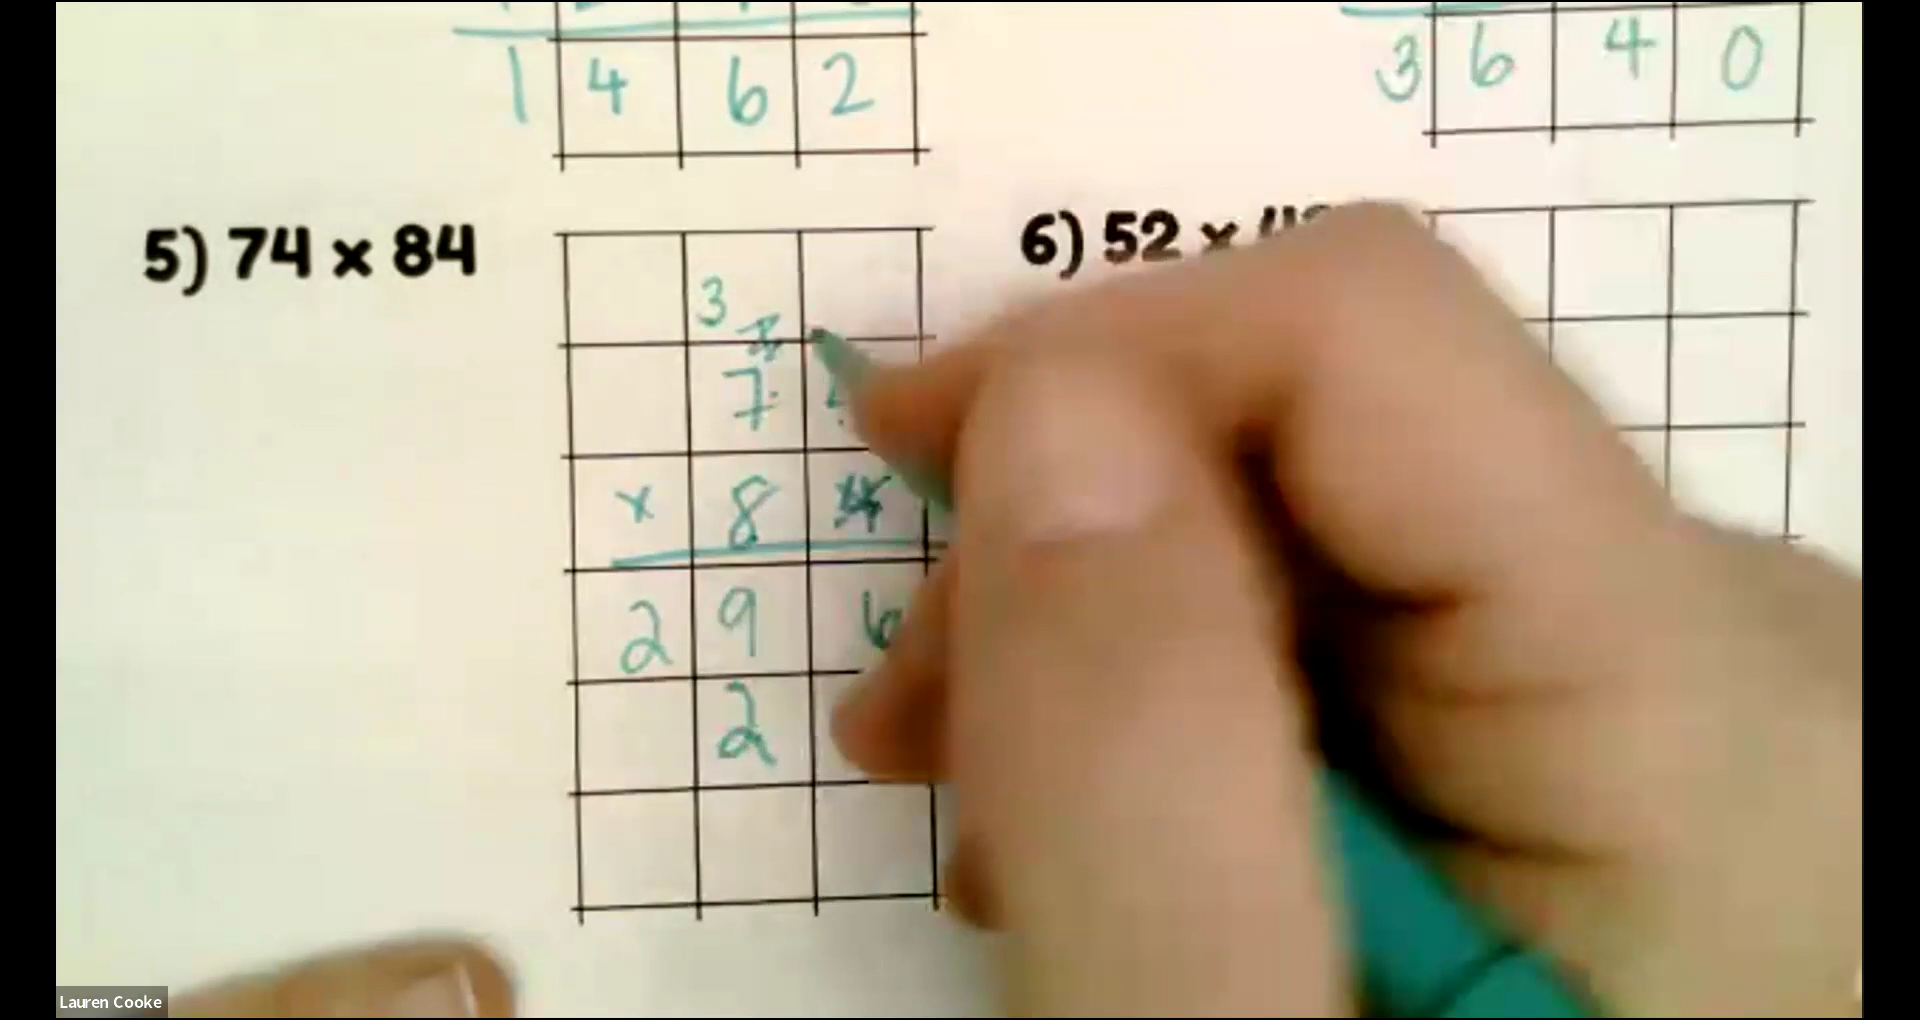 1 4 6 2
3 6 4 0
5) 74 x 84
3
7
x 8
2 9 6
2
6) 52 x
Lauren Cooke